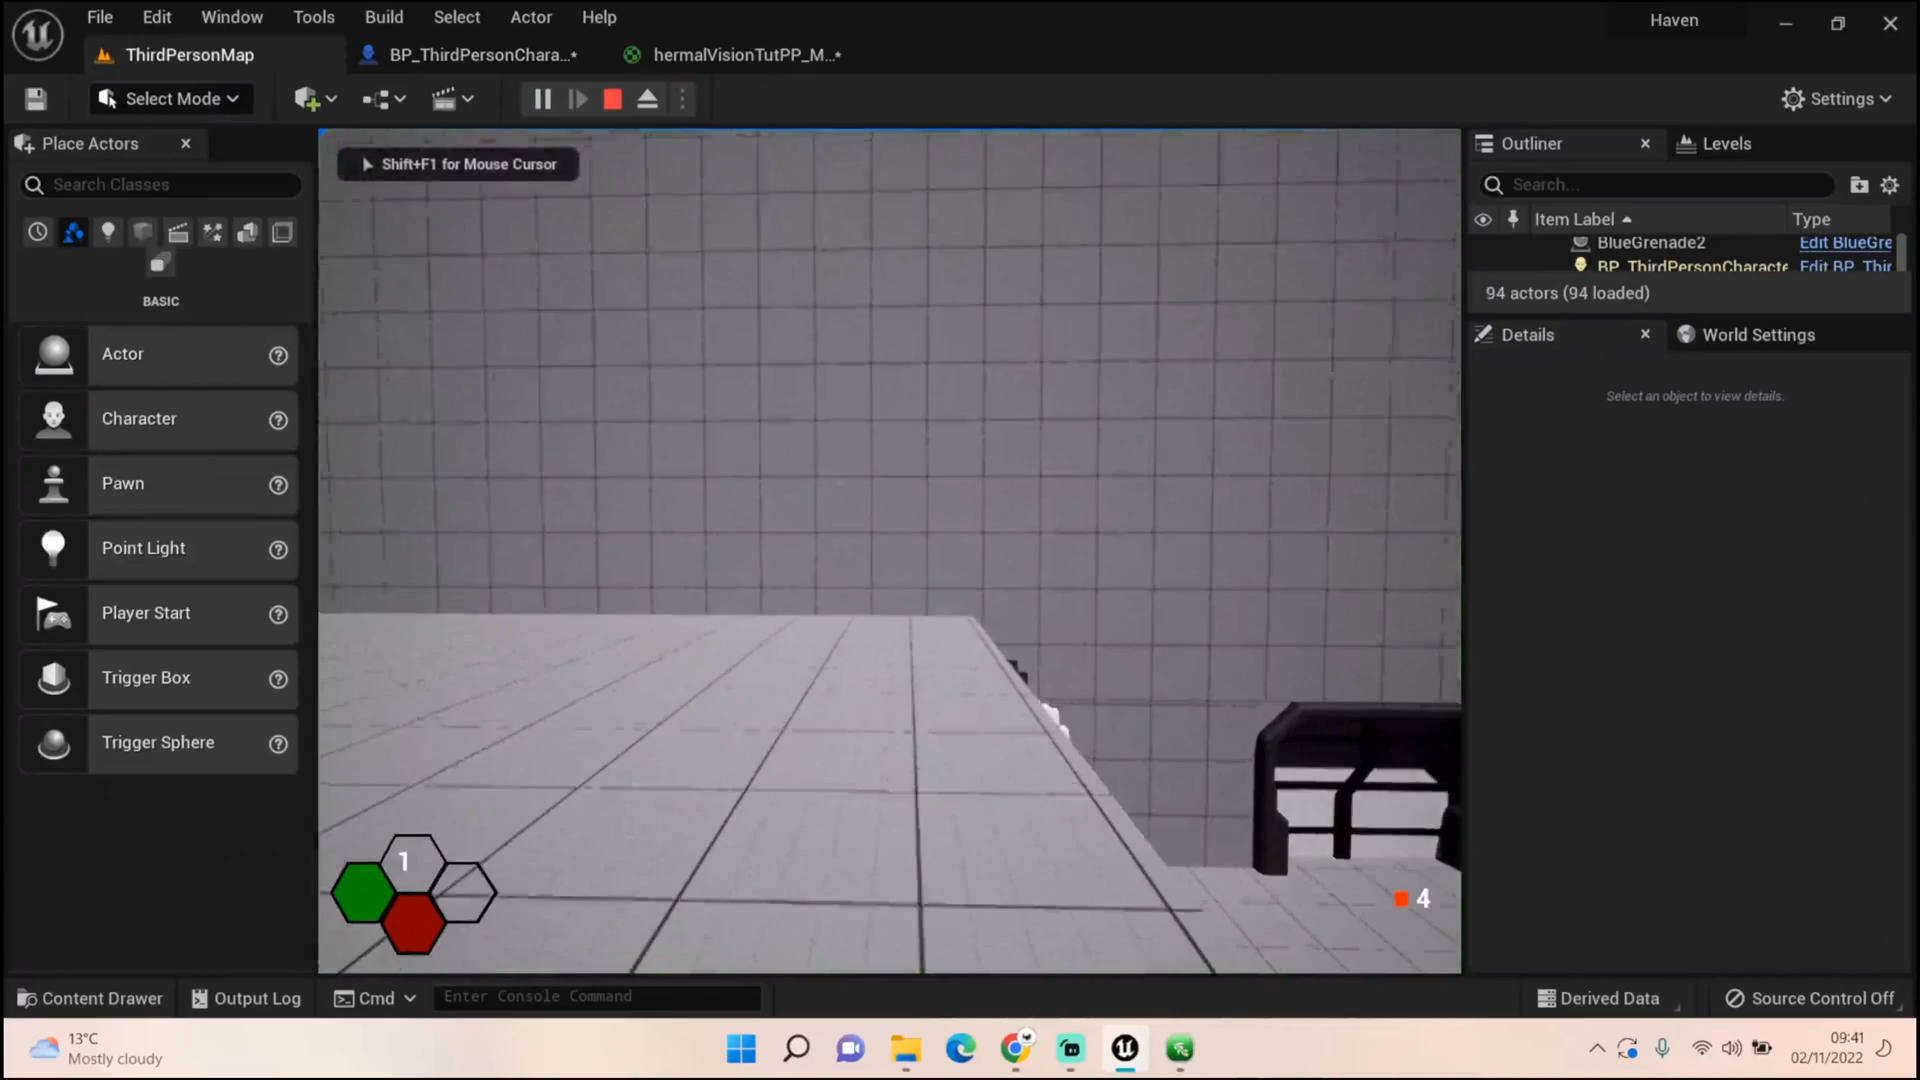 File Edit Window Tools Build Select Actor Help
Haven
ThirdPersonMap
BP_ThirdPersonChara...*
hermalVisionTutPP_M...*
Select Mode
Settings
Place Actors
Shift+F1 for Mouse Cursor
Outliner
Levels
Search Classes
Search...
Item Label
Type
BlueGrenade2
Edit BlueGre
BP_ThirdPersonCharacte
Edit BP_Thir
94 actors (94 loaded)
BASIC
Details
World Settings
Select an object to view details.
Actor
Character
Pawn
Point Light
Player Start
Trigger Box
Trigger Sphere
1
4
Content Drawer
Output Log
Cmd
Enter Console Command
Derived Data
Source Control Off
13°C
Mostly cloudy
09:41
02/11/2022